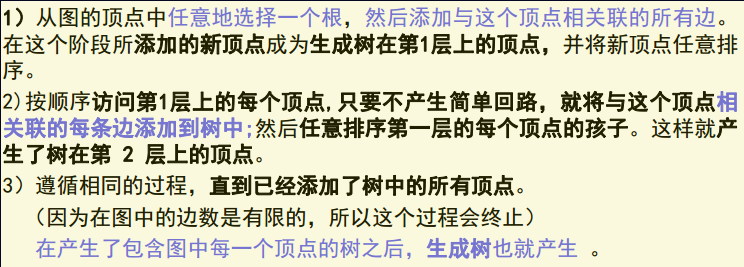 1）从图的顶点中任意地选择一个根，然后添加与这个顶点相关联的所有边。
在这个阶段所添加的新顶点成为生成树在第1层上的顶点，并将新顶点任意排
序。
2)按顺序访问第1层上的每个顶点,只要不产生简单回路，就将与这个顶点相
关联的每条边添加到树中;然后任意排序第一层的每个顶点的孩子。这样就产
生了树在第 2 层上的顶点。
3）遵循相同的过程，直到已经添加了树中的所有顶点。
（因为在图中的边数是有限的，所以这个过程会终止）
在产生了包含图中每一个顶点的树之后，生成树也就产生 。